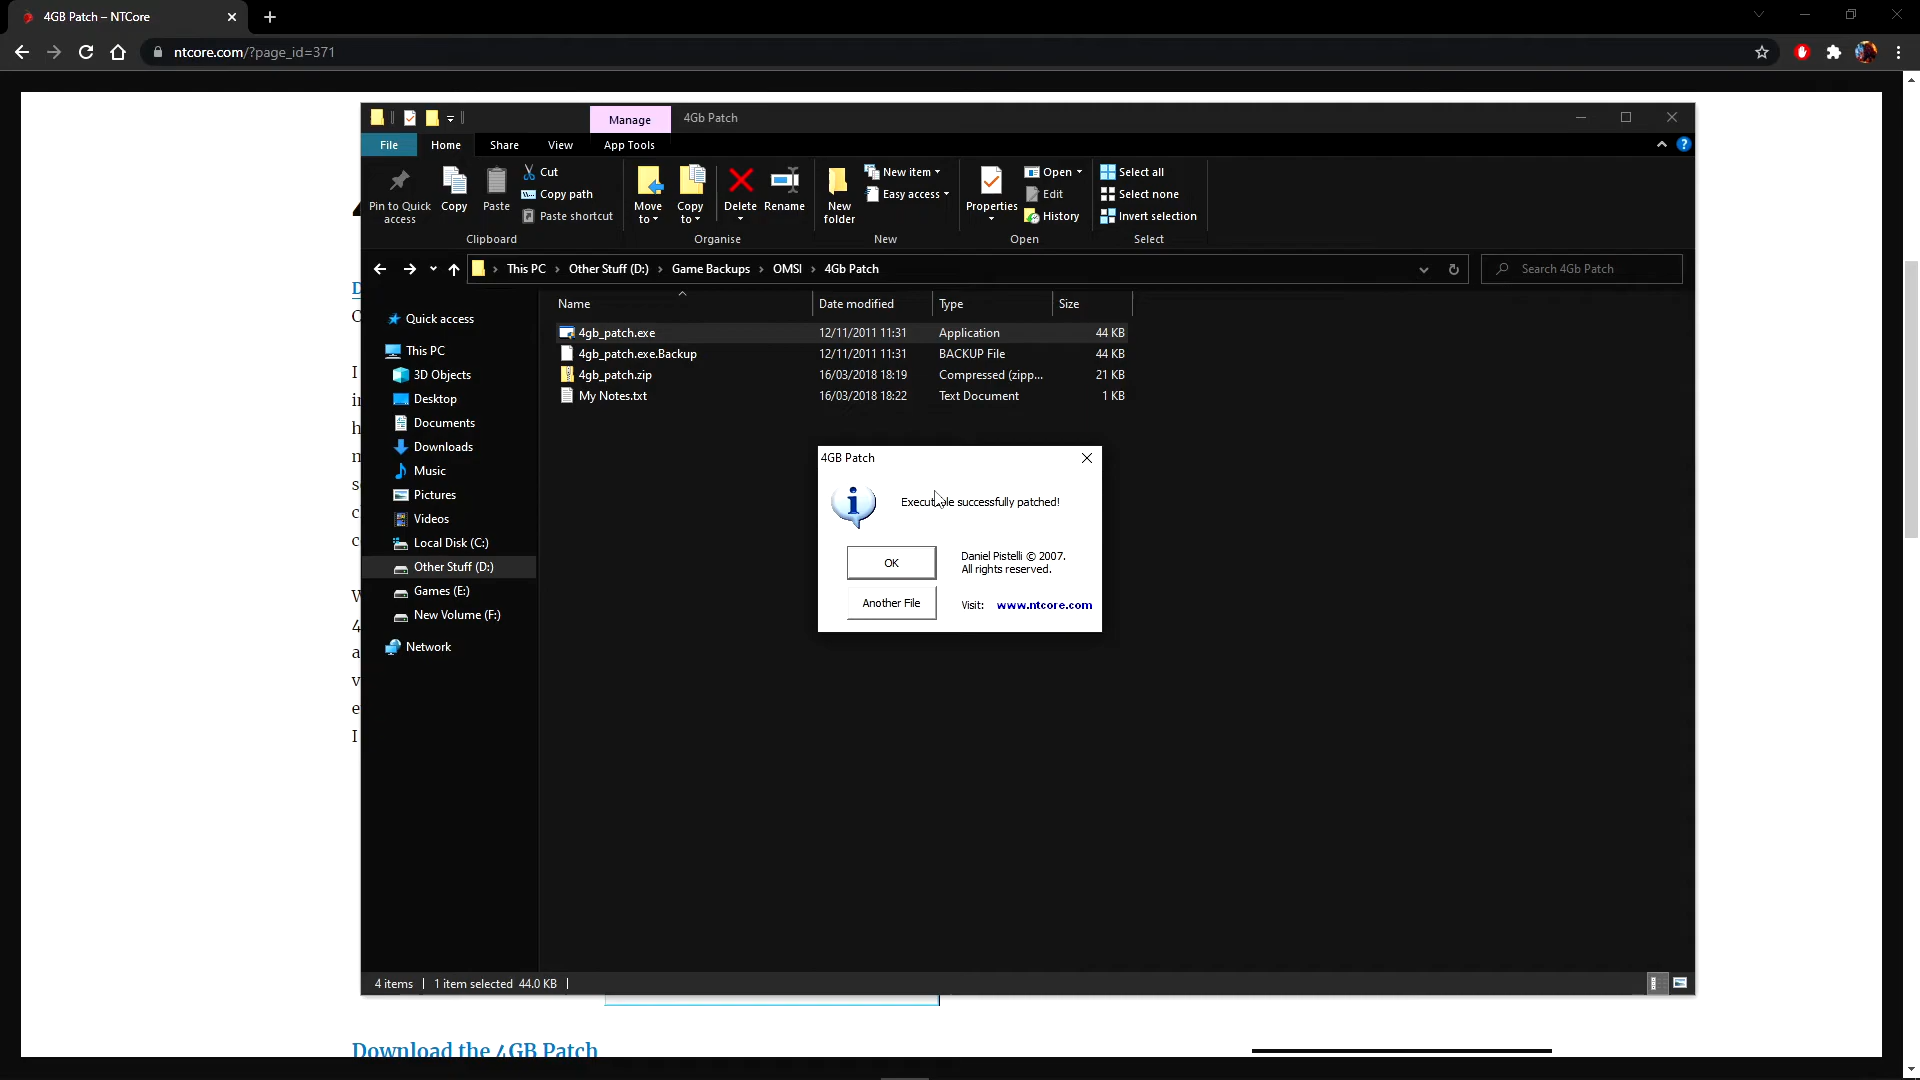 4GB Patch – NTCore
ntcore.com/?page_id=371
Manage
4Gb Patch
File
Home
Share
View
App Tools
Pin to Quick access
Copy
Paste
Cut
Copy path
Paste shortcut
Move to
Copy to
Delete
Rename
New folder
New item
Easy access
Properties
Open
Edit
History
Select all
Select none
Invert selection
Clipboard
Organise
New
Open
Select
This PC
Other Stuff (D:)
Game Backups
OMSI
4Gb Patch
Search 4Gb Patch
Name
Date modified
Type
Size
4gb_patch.exe 12/11/2011 11:31 Application 44 KB
4gb_patch.exe.Backup 12/11/2011 11:31 BACKUP File 44 KB
4gb_patch.zip 16/03/2018 18:19 Compressed (zipp... 21 KB
My Notes.txt 16/03/2018 18:22 Text Document 1 KB
Quick access
This PC
3D Objects
Desktop
Documents
Downloads
Music
Pictures
Videos
Local Disk (C:)
Other Stuff (D:)
Games (E:)
New Volume (F:)
Network
4GB Patch
Executable successfully patched!
OK
Daniel Pistelli © 2007.
All rights reserved.
Another File
Visit: www.ntcore.com
4 items
1 item selected 44.0 KB
Download the 4GB Patch